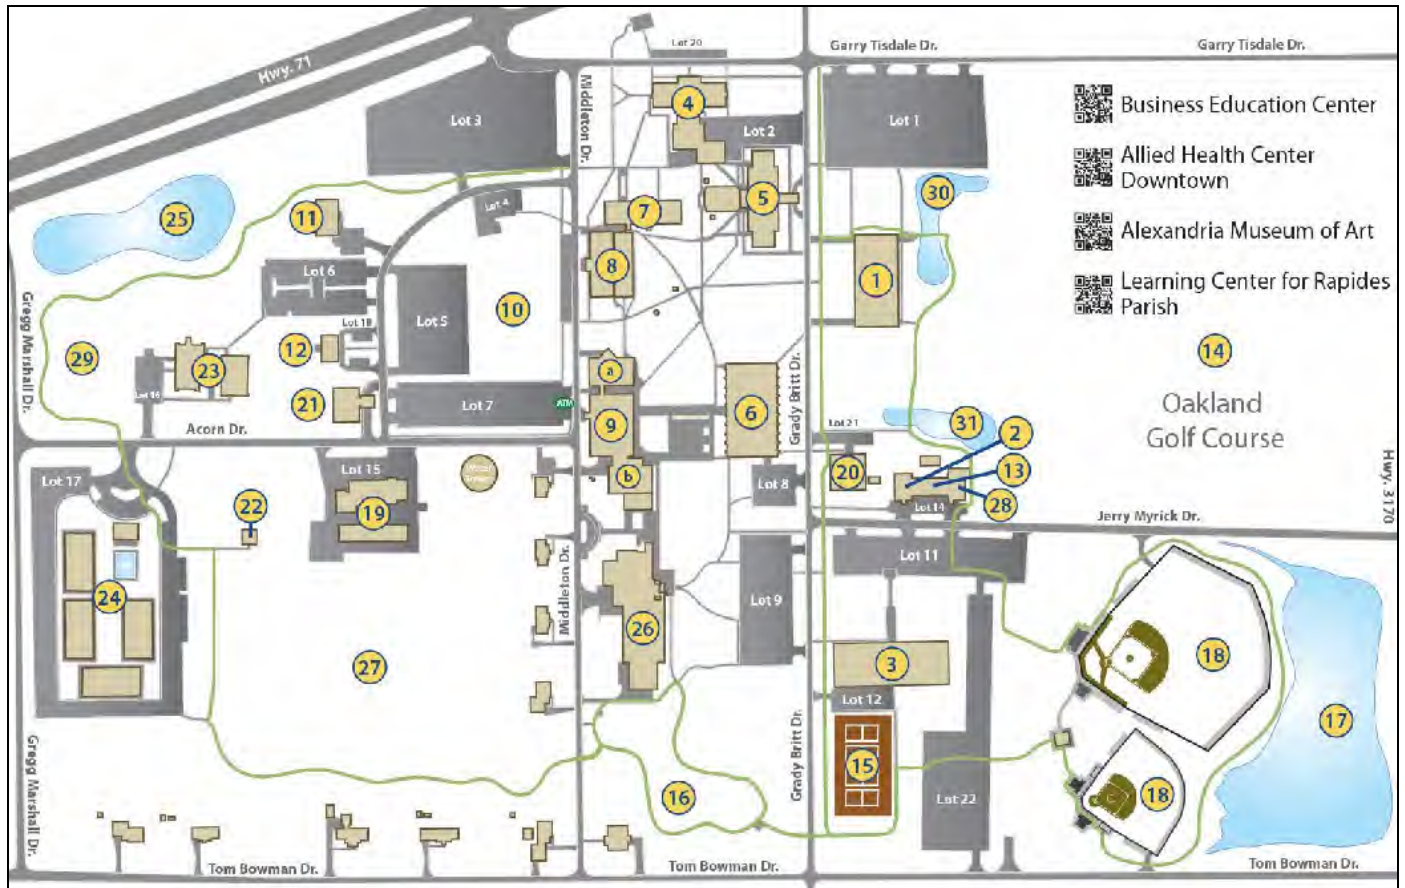 Lot 20
Garry Tisdale Dr.
Garry Tisdale Dr.
Hwy. 71
Middleton Dr.
4
Business Education Center
Lot 3
Lot 2
Lot 1
Allied Health Center
Downtown
30
5
Lot 4
7
25
11
Alexandria Museum of Art
8
Lot 6
1
Learning Center for Rapides
Parish
Gregg Marshall Dr.
10
Lot 18
Lot 5
12
14
29
23
a
Grady Britt Dr.
Lot 16
21
Lot 7
ATM
6
Oakland
Golf Course
9
Lot 21
31
2
Acorn Dr.
Lot 17
Lot 15
b
20
13
Lot 8
Hwy. 3170
22
19
Lot 14
28
Jerry Myrick Dr.
Lot 11
24
Middleton Dr.
Lot 9
26
18
27
3
Lot 12
17
Gregg Marshall Dr.
Grady Britt Dr.
15
16
Lot 22
18
Tom Bowman Dr.
Tom Bowman Dr.
Tom Bowman Dr.